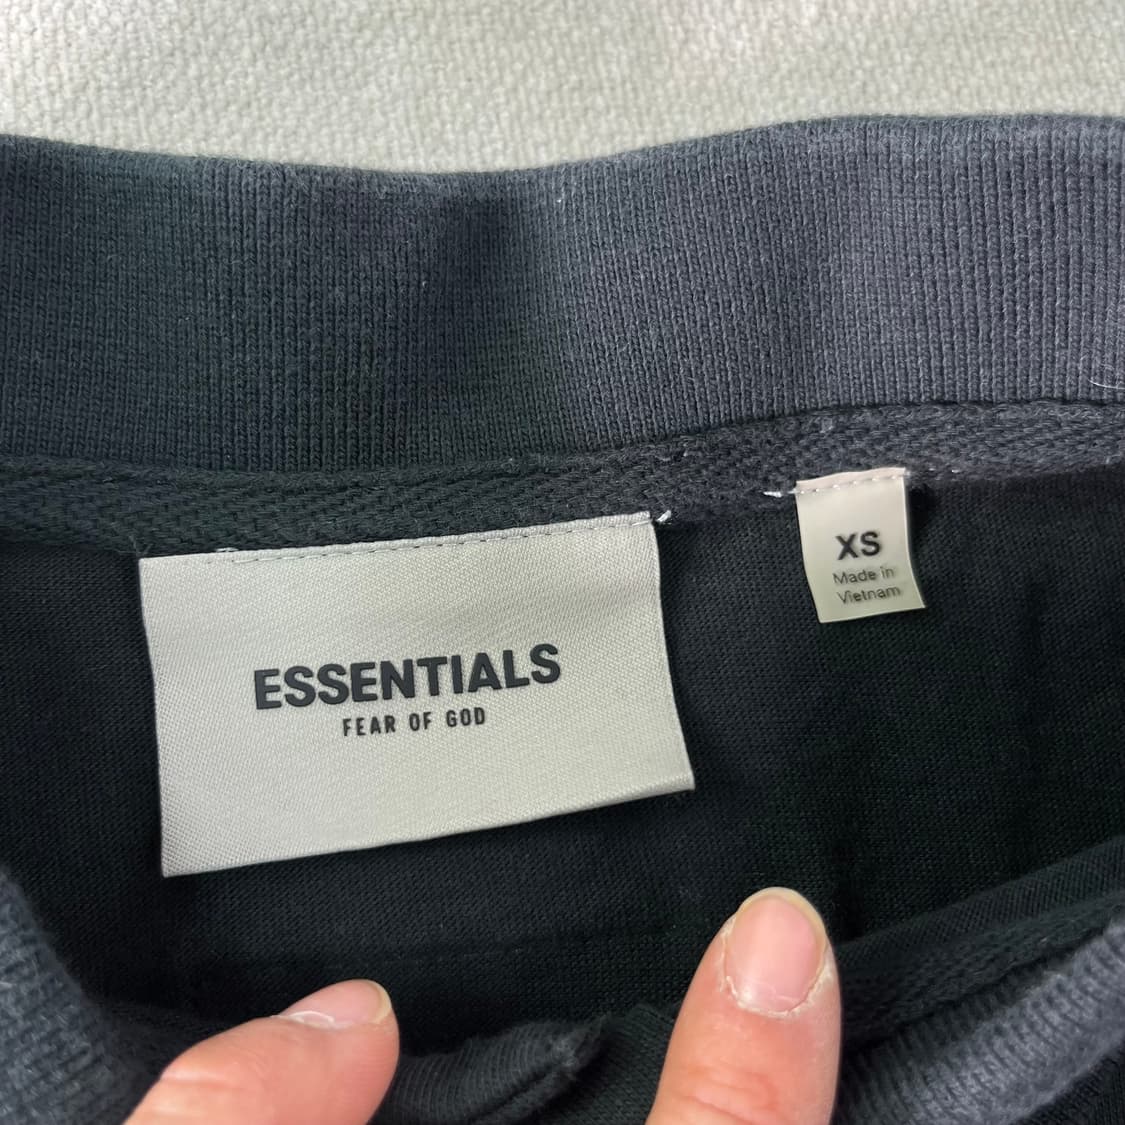 ESSENTIALS
FEAR OF GOD
XS
Made in
Vietnam